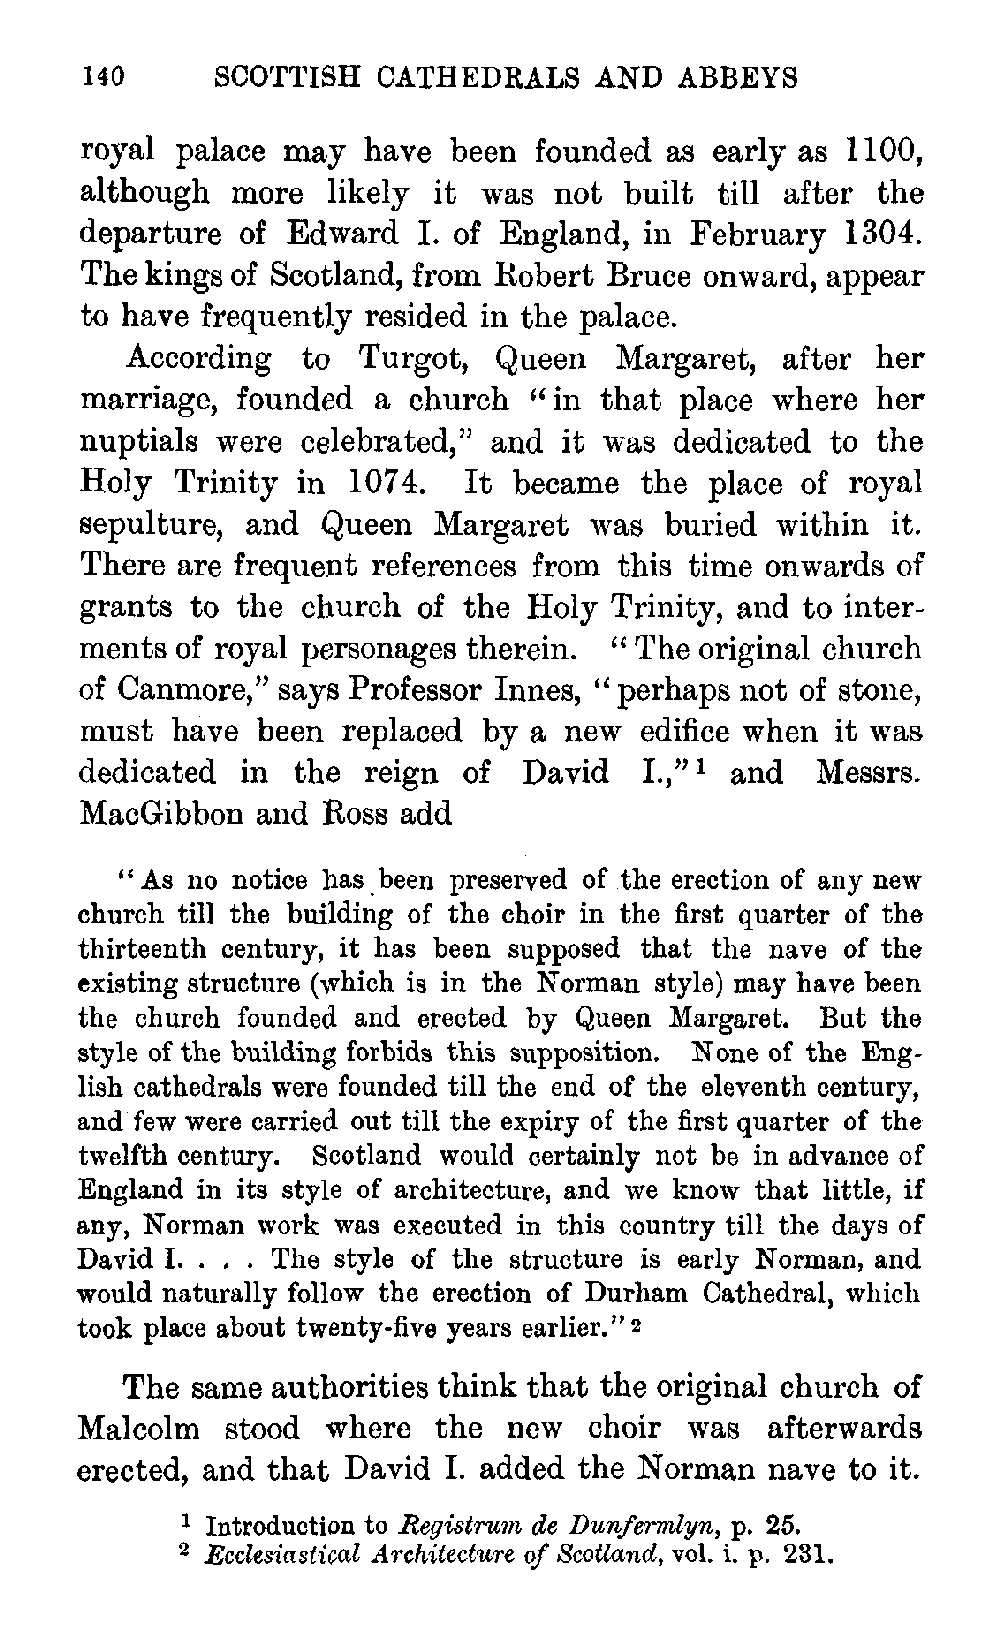 140 SCOTTISH CATHEDRALS AND ABBEYS
royal palace may have been founded as early as 1100,
although more likely it was not built till after the
departure of Edward I. of England, in February 1304.
The kings of Scotland, from Robert Bruce onward, appear
to have frequently resided in the palace.
According to Turgot, Queen Margaret, after her
marriage, founded a church "in that place where her
nuptials were celebrated," and it was dedicated to the
Holy Trinity in 1074. It became the place of royal
sepulture, and Queen Margaret was buried within it.
There are frequent references from this time onwards of
grants to the church of the Holy Trinity, and to inter-
ments of royal personages therein. "The original church
of Canmore," says Professor Innes, "perhaps not of stone,
must have been replaced by a new edifice when it was
dedicated in the reign of David I.,"1 and Messrs.
MacGibbon and Ross add
"As no notice has been preserved of the erection of any new
church till the building of the choir in the first quarter of the
thirteenth century, it has been supposed that the nave of the
existing structure (which is in the Norman style) may have been
the church founded and erected by Queen Margaret. But the
style of the building forbids this supposition. None of the Eng-
lish cathedrals were founded till the end of the eleventh century,
and few were carried out till the expiry of the first quarter of the
twelfth century. Scotland would certainly not be in advance of
England in its style of architecture, and we know that little, if
any, Norman work was executed in this country till the days of
David I. . . . The style of the structure is early Norman, and
would naturally follow the erection of Durham Cathedral, which
took place about twenty-five years earlier."2
The same authorities think that the original church of
Malcolm stood where the new choir was afterwards
erected, and that David I. added the Norman nave to it.
1 Introduction to Registrum de Dunfermlyn, p. 25.
2 Ecclesiastical Architecture of Scotland, vol. i. p. 231.